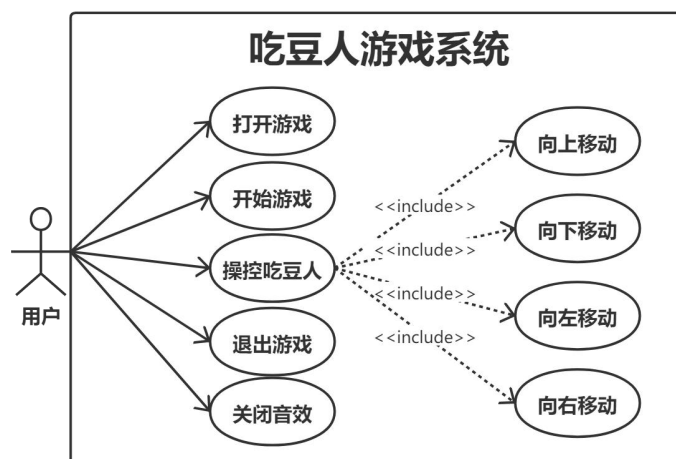 吃豆人游戏系统
打开游戏
开始游戏
操控吃豆人
退出游戏
关闭音效
用户
<<include>>
<<include>>
<<include>>
<<include>>
向上移动
向下移动
向左移动
向右移动